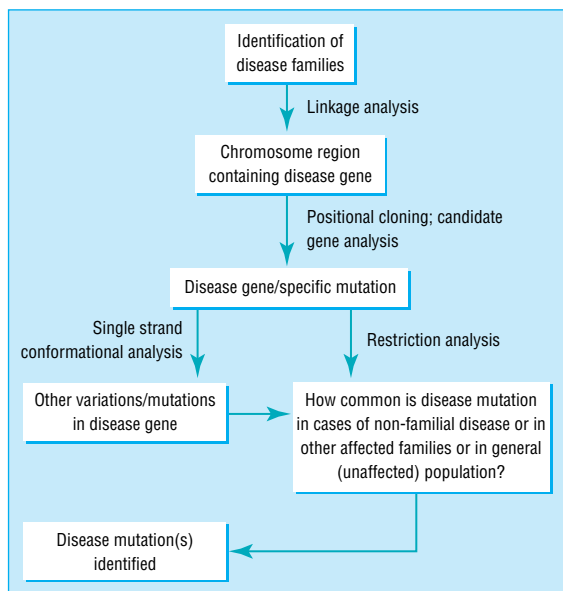 Identification of
disease families
Linkage analysis
Chromosome region
containing disease gene
Positional cloning; candidate
gene analysis
Disease gene/specific mutation
Single strand
conformational analysis
Restriction analysis
Other variations/mutations
in disease gene
How common is disease mutation
in cases of non-familial disease or in
other affected families or in general
(unaffected) population?
Disease mutation(s)
identified